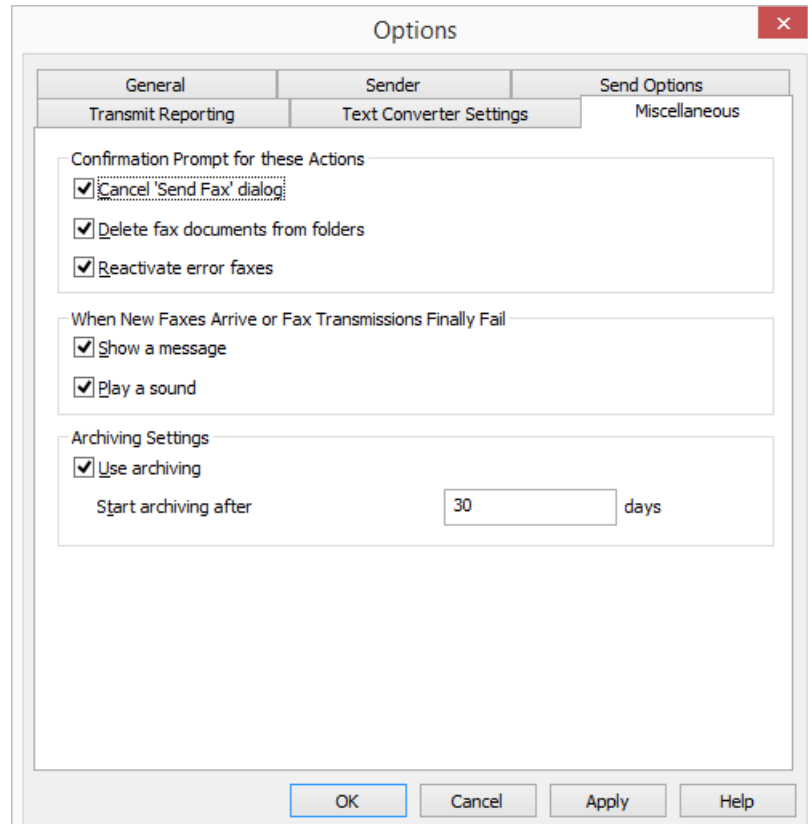 Options
General Sender Send Options
Transmit Reporting Text Converter Settings Miscellaneous
Confirmation Prompt for these Actions
Cancel 'Send Fax' dialog
Delete fax documents from folders
Reactivate error faxes
When New Faxes Arrive or Fax Transmissions Finally Fail
Show a message
Play a sound
Archiving Settings
Use archiving
Start archiving after 30 days
OK Cancel Apply Help